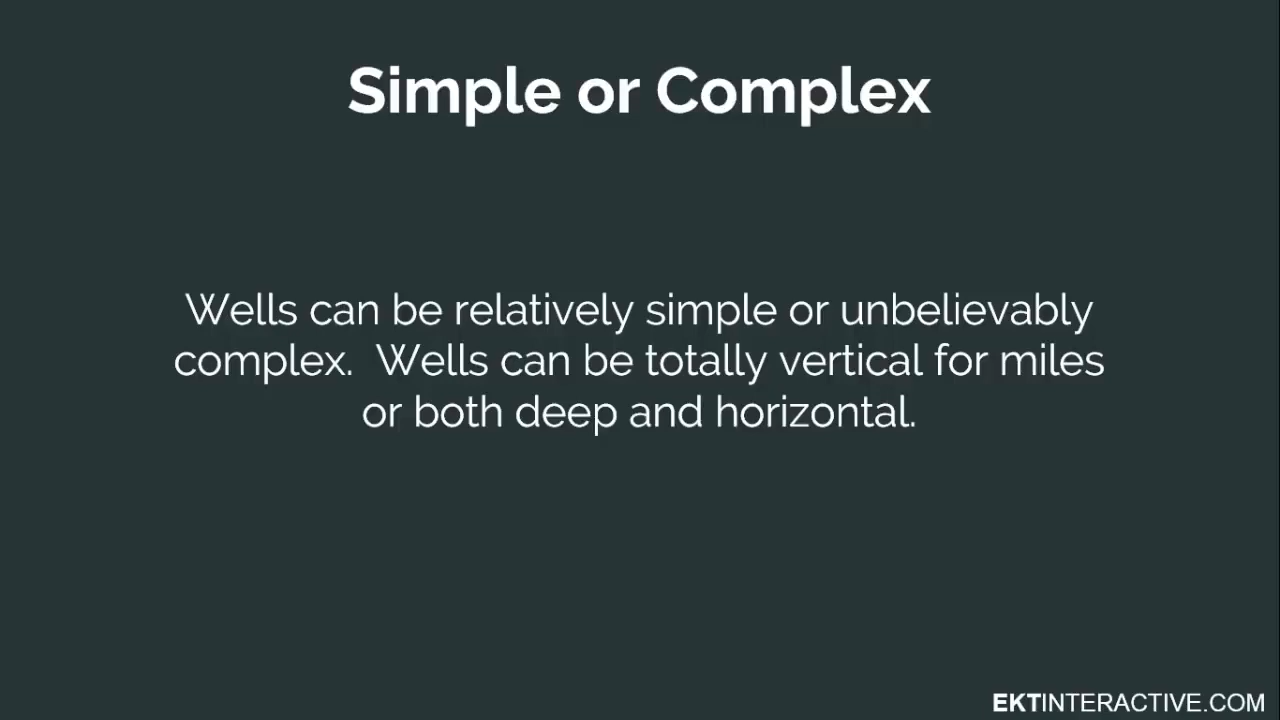 Simple or Complex
Wells can be relatively simple or unbelievably
complex.  Wells can be totally vertical for miles
or both deep and horizontal.
EKTINTERACTIVE.COM